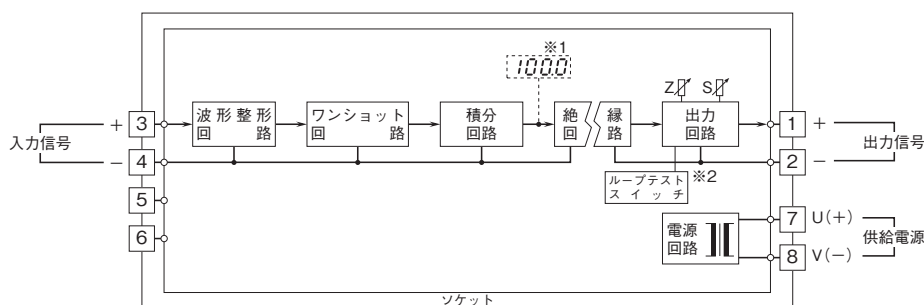 ※1
100.0
Z
S
入力信号
+
3
波形整形
回路
ワンショット
回路
積分
回路
絶縁
回路
出力
回路
1
+
出力信号
−
4
2
−
ループテスト
スイッチ
※2
5
6
電源
回路
7
U(+)
供給電源
8
V(−)
ソケット